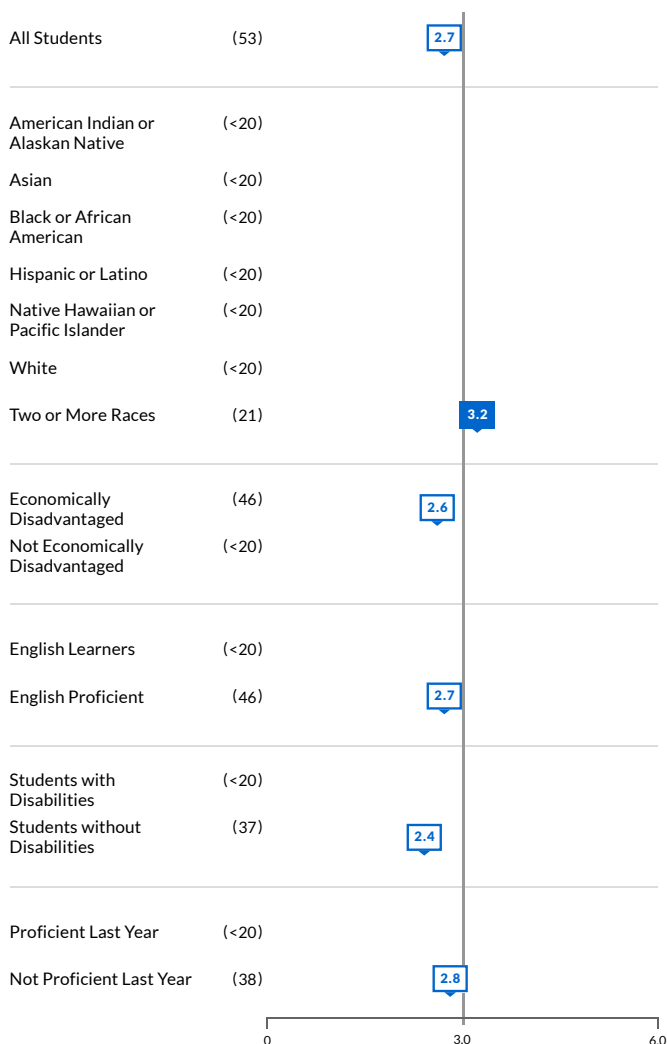 All Students (53) 2.7
American Indian or (<20)
Alaskan Native
Asian (<20)
Black or African (<20)
American
Hispanic or Latino (<20)
Native Hawaiian or (<20)
Pacific Islander
White (<20)
Two or More Races (21) 3.2
Economically (46) 2.6
Disadvantaged
Not Economically (<20)
Disadvantaged
English Learners (<20)
English Proficient (46) 2.7
Students with (<20)
Disabilities
Students without (37) 2.4
Disabilities
Proficient Last Year (<20)
Not Proficient Last Year (38) 2.8
0 3.0 6.0